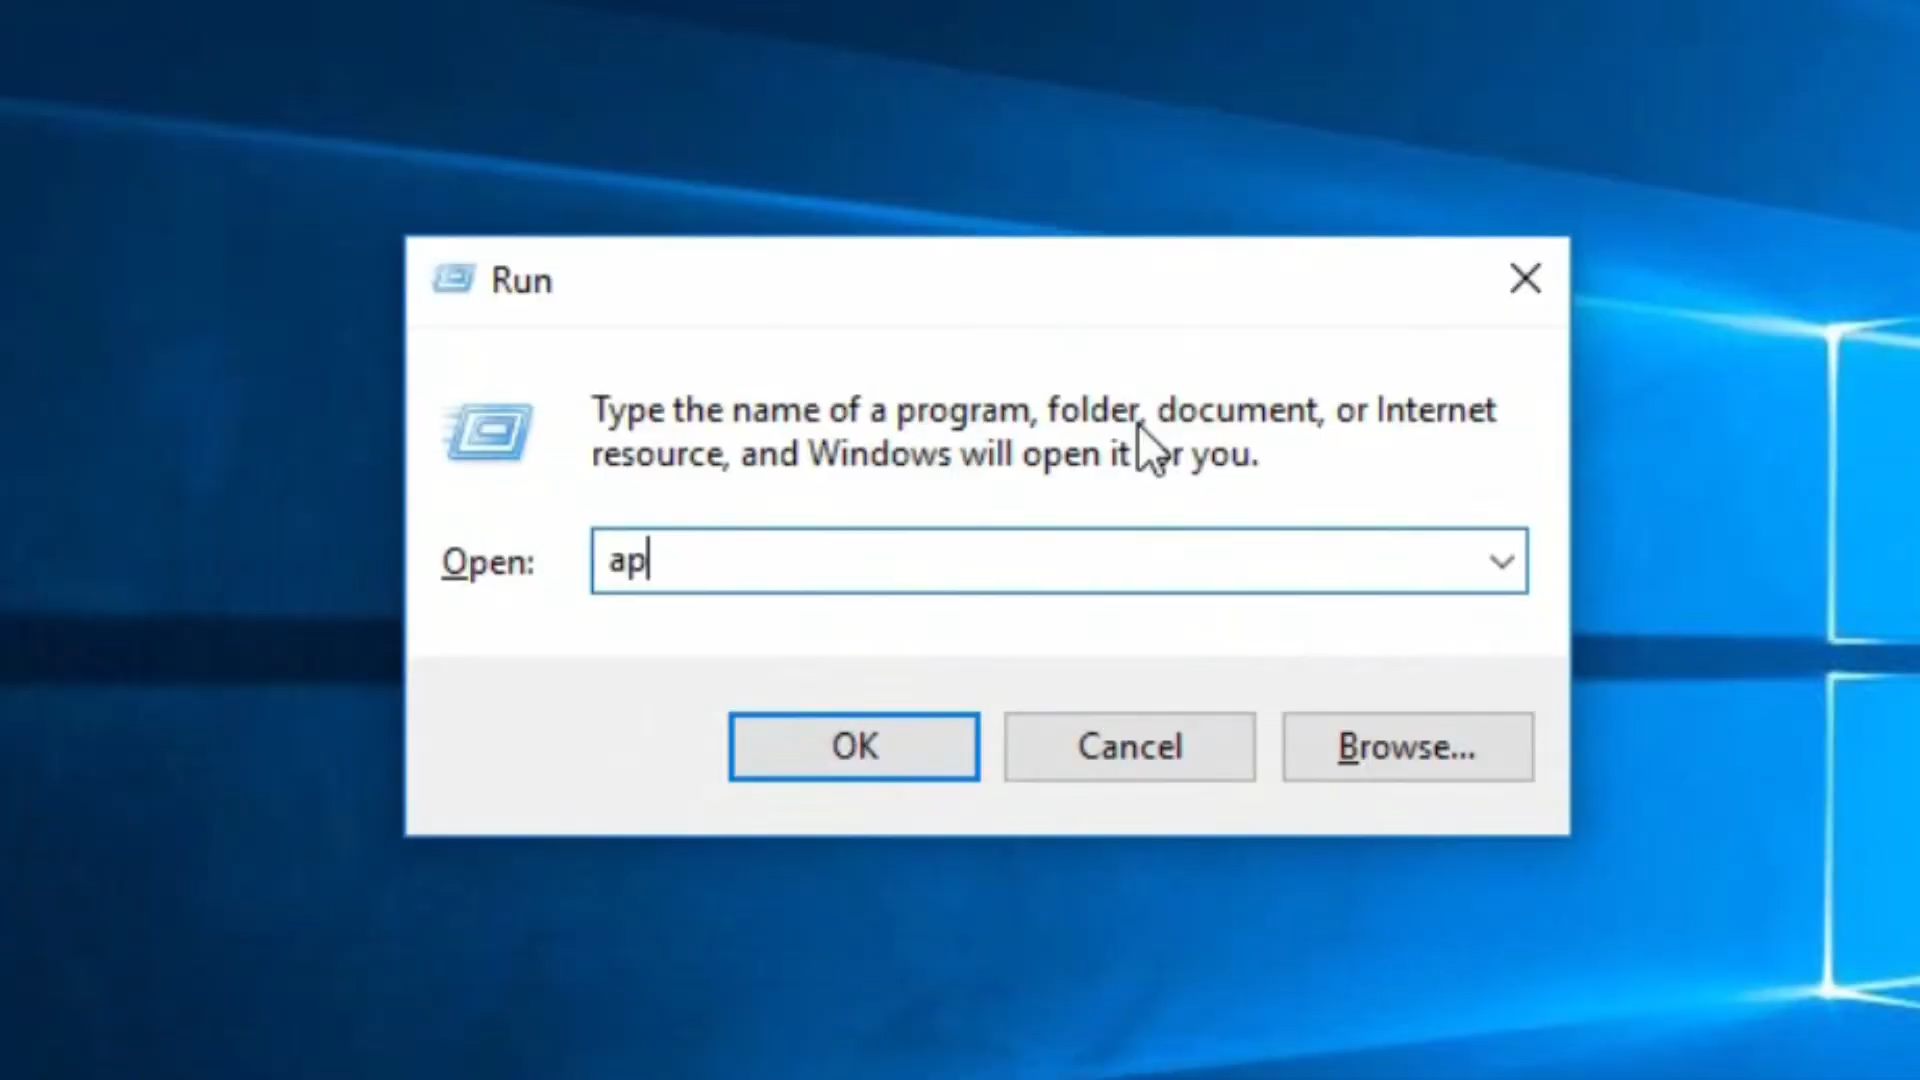 Run
Type the name of a program, folder, document, or Internet
resource, and Windows will open it for you.
Open:
ap
OK
Cancel
Browse...